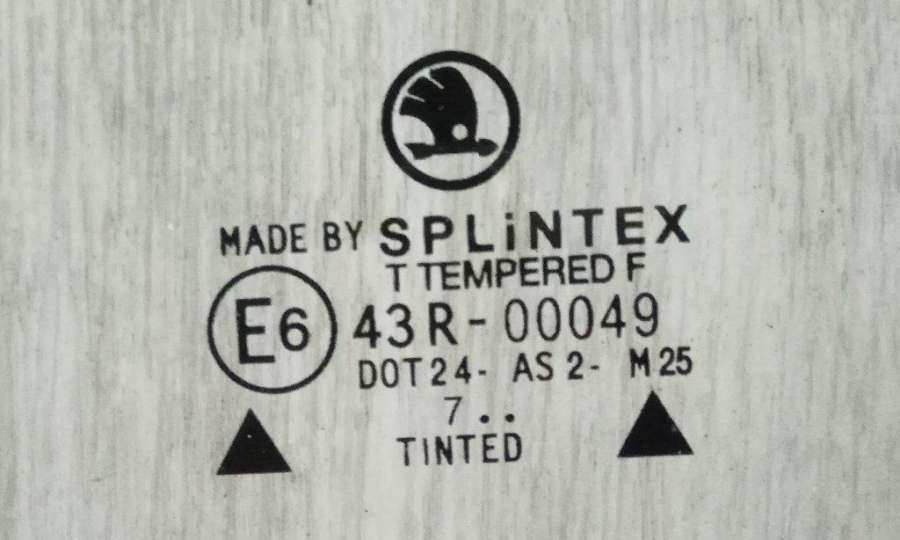 MADE BY SPLiNTEX
T TEMPERED F
E6 43R-00049
DOT24- AS2- M25
7..
TINTED